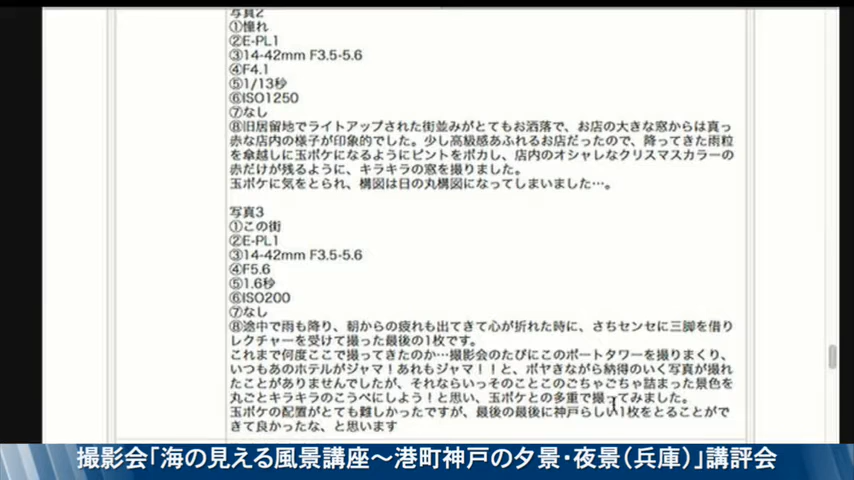 写真2
①憧れ
②E-PL1
③14-42mm F3.5-5.6
④F4.1
⑤1/13秒
⑥ISO1250
⑦なし
⑧旧居留地でライトアップされた街並みがとてもお洒落で、お店の大きな窓からは真っ
赤な店内の様子が印象的でした。少し高級感あふれるお店だったので、降ってきた雨粒
を傘越しに玉ボケになるようにピントをボカし、店内のオシャレなクリスマスカラーの
赤だけが残るように、キラキラの窓を撮りました。
玉ボケに気をとられ、構図は日の丸構図になってしまいました…。
写真3
①この街
②E-PL1
③14-42mm F3.5-5.6
④F5.6
⑤1.6秒
⑥ISO200
⑦なし
⑧途中で雨も降り、朝からの疲れも出てきて心が折れた時に、さちセンセに三脚を借り
レクチャーを受けて撮った最後の1枚です。
これまで何度ここで撮ってきたのか…撮影会のたびにこのポートタワーを撮りまくり、
いつもあのホテルがジャマ！あれもジャマ！！と、ボヤきながら納得のいく写真が撮れ
たことがありませんでしたが、それならいっそのことこのごちゃごちゃ詰まった景色を
丸ごとキラキラのこうべにしよう！と思い、玉ボケとの多重で撮ってみました。
玉ボケの配置がとても難しかったですが、最後の最後に神戸らしい1枚をとることがで
きて良かったな、と思います
撮影会「海の見える風景講座～港町神戸の夕景・夜景（兵庫）」講評会